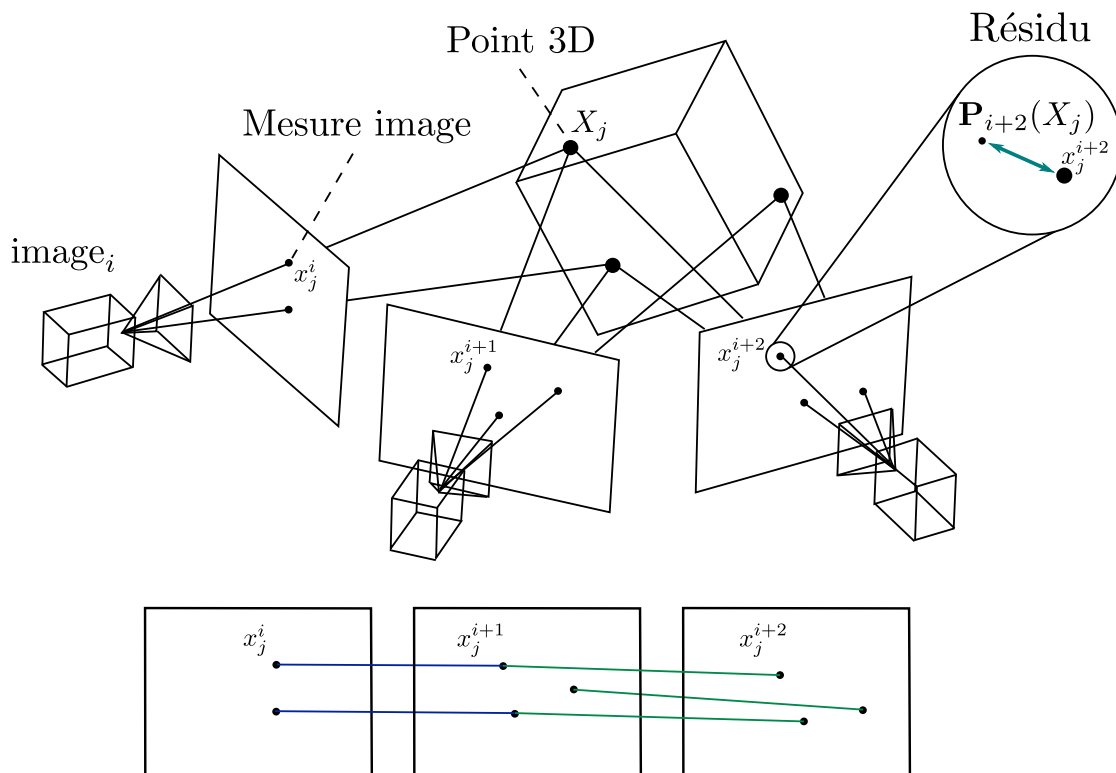 Résidu
Point 3D
Mesure image
X_j
P_{i+2}(X_j)
x_j^{i+2}
image_i
x_j^i
x_j^{i+1}
x_j^{i+2}
x_j^i
x_j^{i+1}
x_j^{i+2}